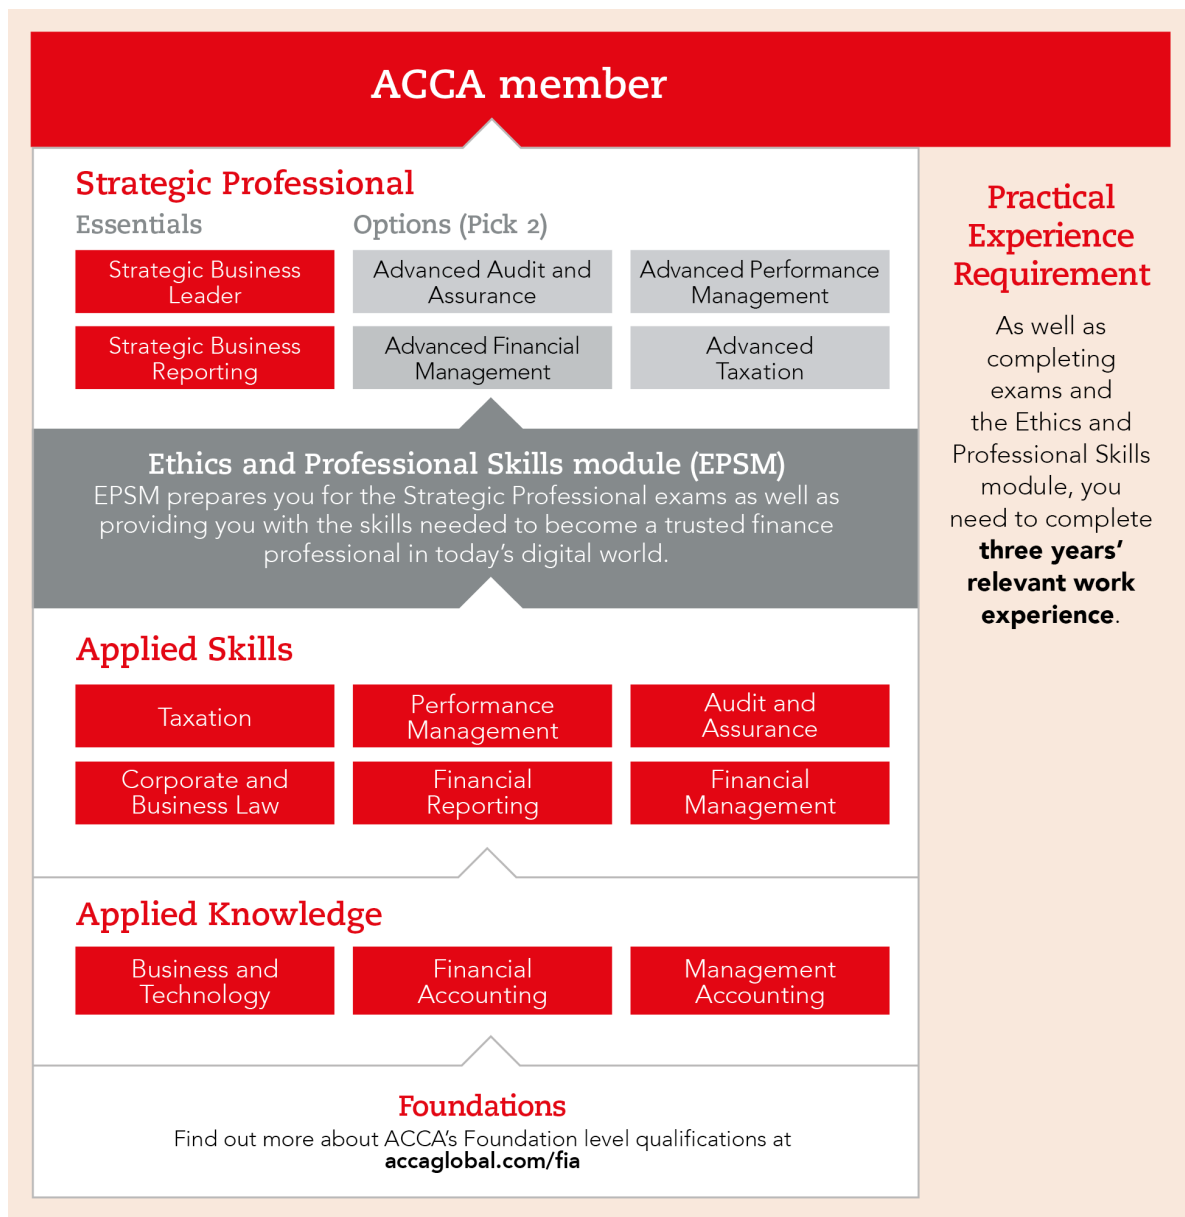 ACCA member
Strategic Professional
Essentials
Options (Pick 2)
Strategic Business
Leader
Advanced Audit and
Assurance
Advanced Performance
Management
Strategic Business
Reporting
Advanced Financial
Management
Advanced
Taxation
Ethics and Professional Skills module (EPSM)
EPSM prepares you for the Strategic Professional exams as well as
providing you with the skills needed to become a trusted finance
professional in today's digital world.
Applied Skills
Taxation
Performance
Management
Audit and
Assurance
Corporate and
Business Law
Financial
Reporting
Financial
Management
Applied Knowledge
Business and
Technology
Financial
Accounting
Management
Accounting
Foundations
Find out more about ACCA's Foundation level qualifications at
accaglobal.com/fia
Practical
Experience
Requirement
As well as
completing
exams and
the Ethics and
Professional Skills
module, you
need to complete
three years'
relevant work
experience.